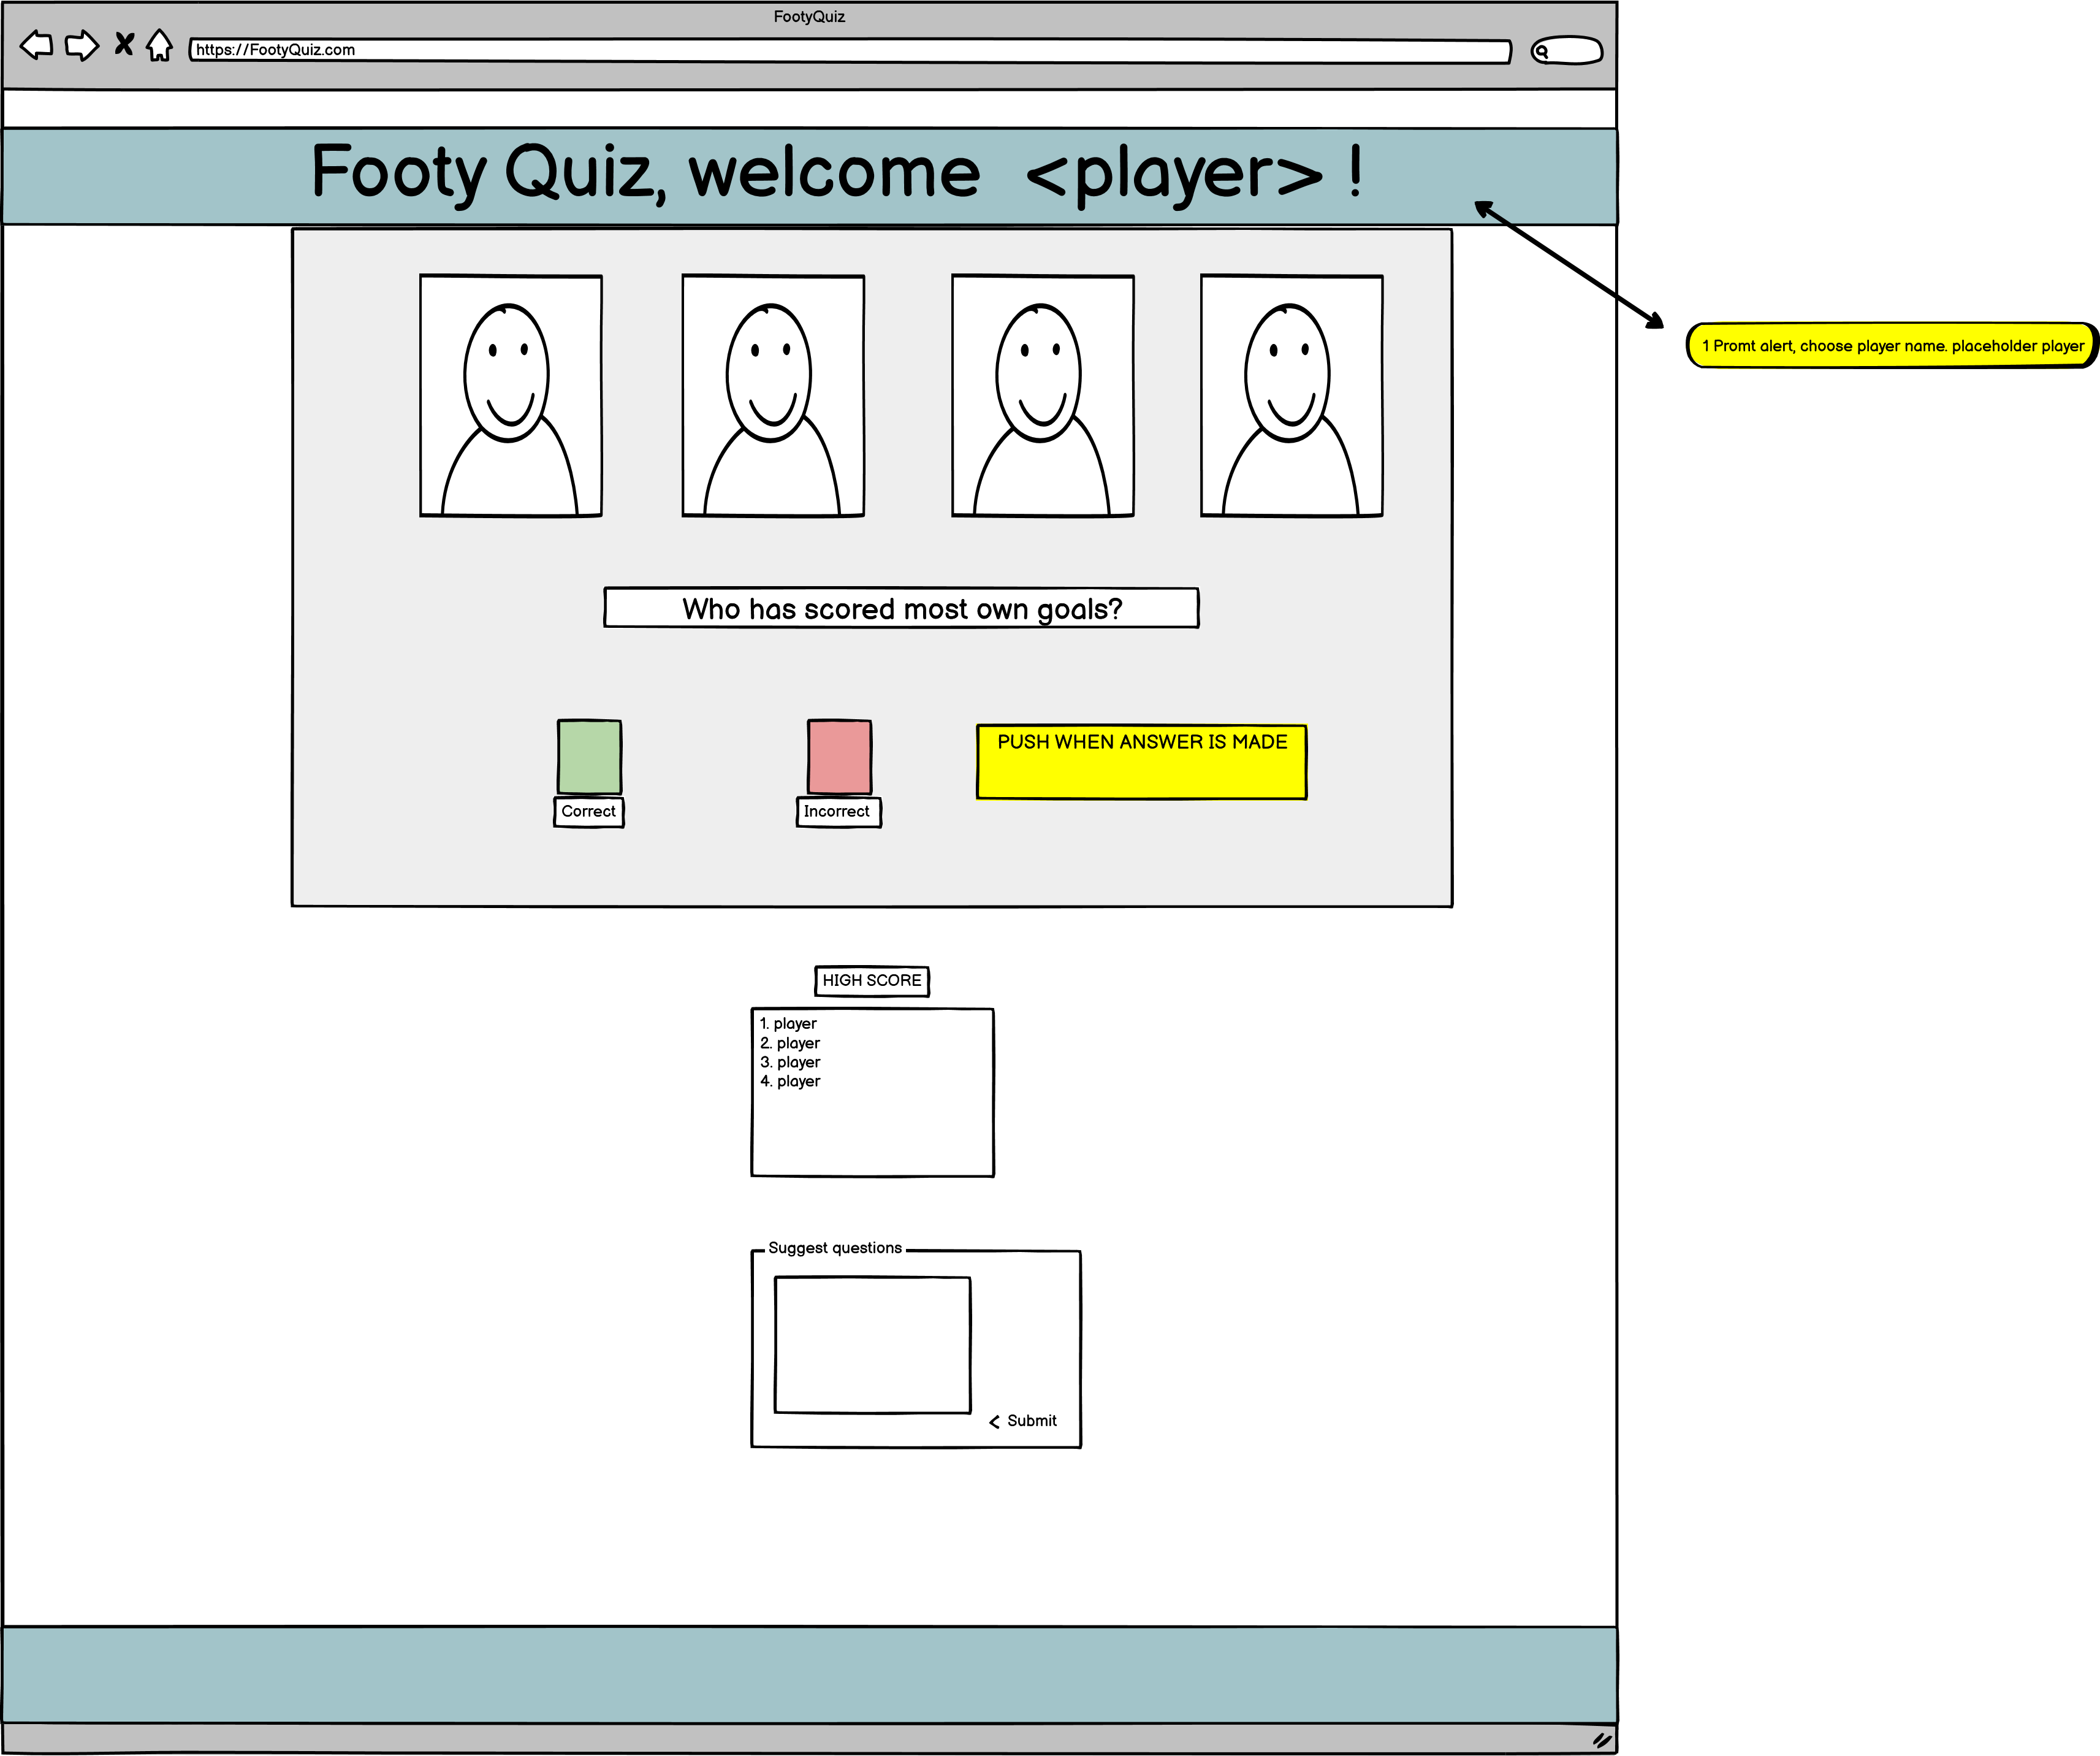 FootyQuiz
https://FootyQuiz.com
Footy Quiz, welcome <player> !
1 Promt alert, choose player name. placeholder player
Who has scored most own goals?
PUSH WHEN ANSWER IS MADE
Correct
Incorrect
HIGH SCORE
1. player
2. player
3. player
4. player
Suggest questions
< Submit